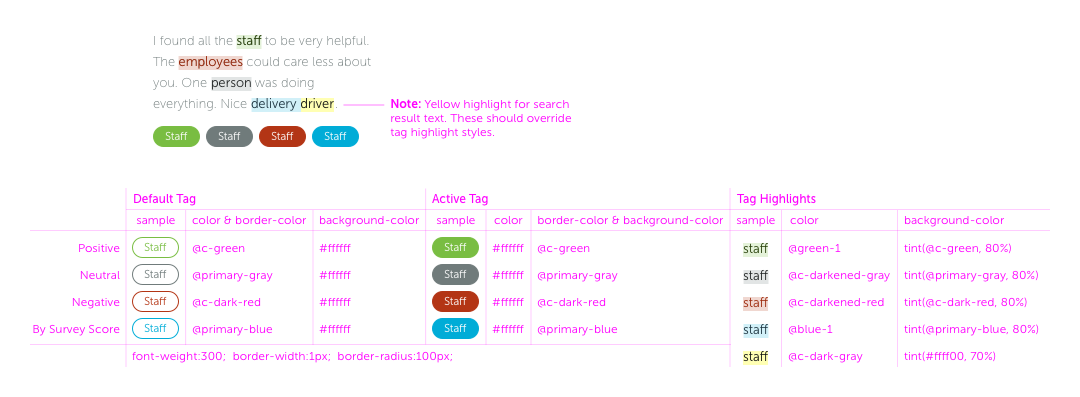 I found all the staff to be very helpful.
The employees could care less about
you. One person was doing
everything. Nice delivery driver.
Note: Yellow highlight for search
result text. These should override
tag highlight styles.
Staff Staff Staff Staff
Default Tag Active Tag Tag Highlights
sample color & border-color background-color sample color border-color & background-color sample color background-color
Positive Staff @c-green #ffffff Staff #ffffff @c-green staff @green-1 tint(@c-green, 80%)
Neutral Staff @primary-gray #ffffff Staff #ffffff @primary-gray staff @c-darkened-gray tint(@primary-gray, 80%)
Negative Staff @c-dark-red #ffffff Staff #ffffff @c-dark-red staff @c-darkened-red tint(@c-dark-red, 80%)
By Survey Score Staff @primary-blue #ffffff Staff #ffffff @primary-blue staff @blue-1 tint(@primary-blue, 80%)
font-weight:300; border-width:1px; border-radius:100px; staff @c-dark-gray tint(#ffff00, 70%)